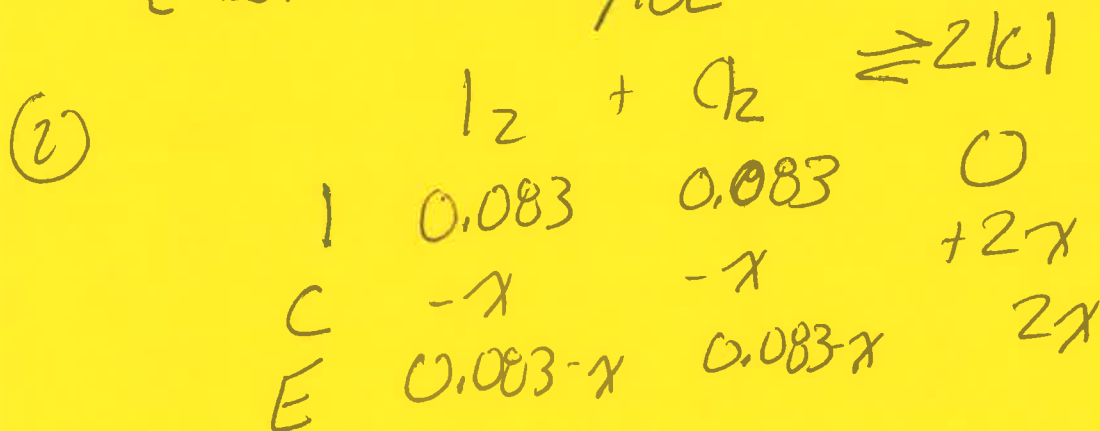 ② I₂ + Cl₂ ⇌ 2ICl
I 0.083 0.083 0
C -x -x +2x
E 0.083-x 0.083-x 2x